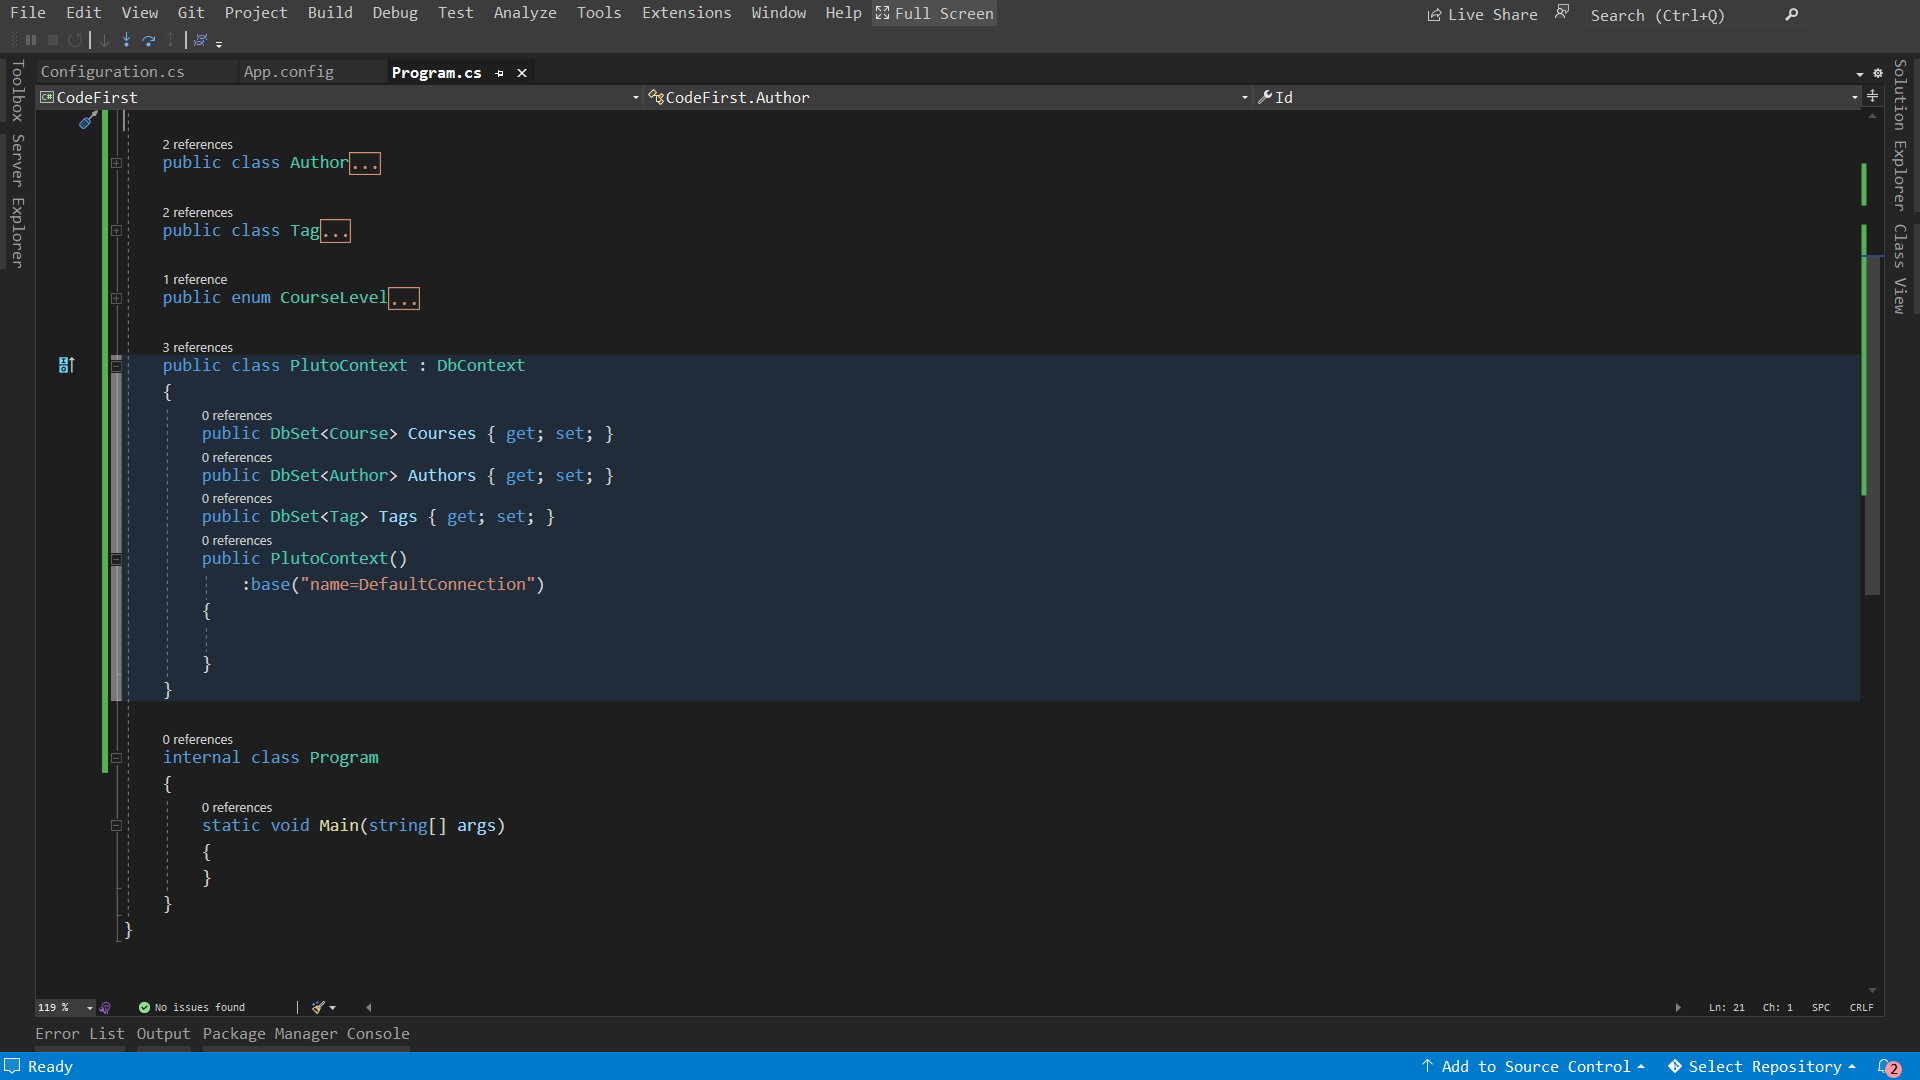 File Edit View Git Project Build Debug Test Analyze Tools Extensions Window Help Full Screen Live Share Search (Ctrl+Q)
Toolbox
Server Explorer
Configuration.cs App.config Program.cs
C# CodeFirst CodeFirst.Author Id
2 references
public class Author...
2 references
public class Tag...
1 reference
public enum CourseLevel...
3 references
public class PlutoContext : DbContext
{
0 references
public DbSet<Course> Courses { get; set; }
0 references
public DbSet<Author> Authors { get; set; }
0 references
public DbSet<Tag> Tags { get; set; }
0 references
public PlutoContext()
:base("name=DefaultConnection")
{
}
}
0 references
internal class Program
{
0 references
static void Main(string[] args)
{
}
}
}
Solution Explorer
Class View
119 % No issues found Ln: 21 Ch: 1 SPC CRLF
Error List Output Package Manager Console
Ready Add to Source Control Select Repository 2